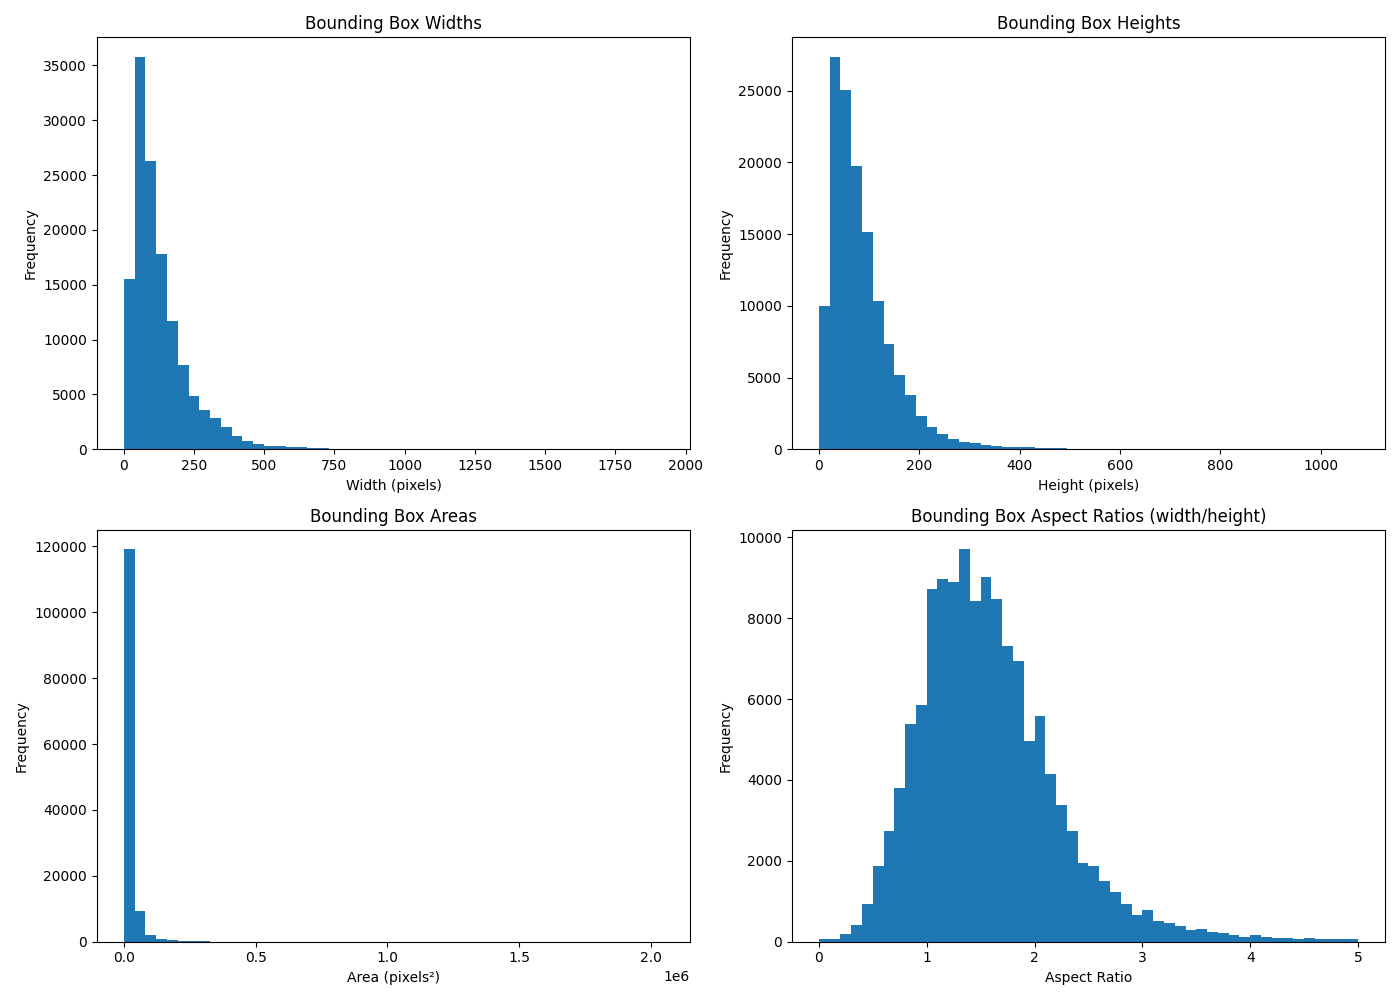 Bounding Box Widths
35000
30000
25000
20000
15000
10000
5000
0
Frequency
0 250 500 750 1000 1250 1500 1750 2000
Width (pixels)
Bounding Box Heights
25000
20000
15000
10000
5000
0
Frequency
0 200 400 600 800 1000
Height (pixels)
Bounding Box Areas
120000
100000
80000
60000
40000
20000
0
Frequency
0.0 0.5 1.0 1.5 2.0
1e6
Area (pixels²)
Bounding Box Aspect Ratios (width/height)
10000
8000
6000
4000
2000
0
Frequency
0 1 2 3 4 5
Aspect Ratio